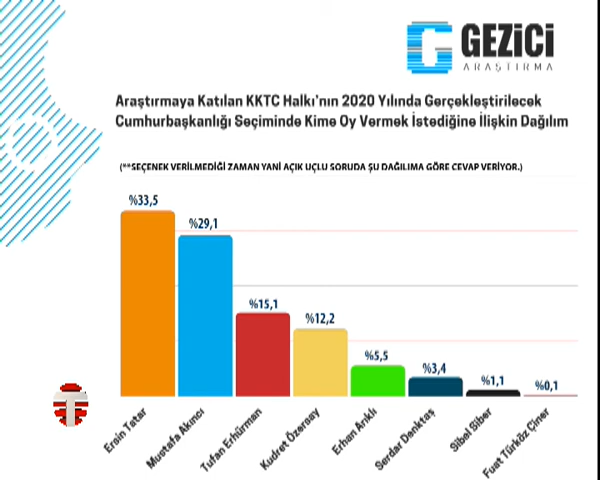 GEZiCi
ARAŞTIRMA
Araştırmaya Katılan KKTC Halkı'nın 2020 Yılında Gerçekleştirilecek
Cumhurbaşkanlığı Seçiminde Kime Oy Vermek İstediğine İlişkin Dağılım
(**SEÇENEK VERİLMEDİĞİ ZAMAN YANİ AÇIK UÇLU SORUDA ŞU DAĞILIMA GÖRE CEVAP VERİYOR.)
%33,5
%29,1
%15,1
%12,2
%5,5
%3,4
%1,1
%0,1
Ersin Tatar
Mustafa Akıncı
Tufan Erhürman
Kudret Özersay
Erhan Arıklı
Serdar Denktaş
Sibel Siber
Fuat Türköz Çiner